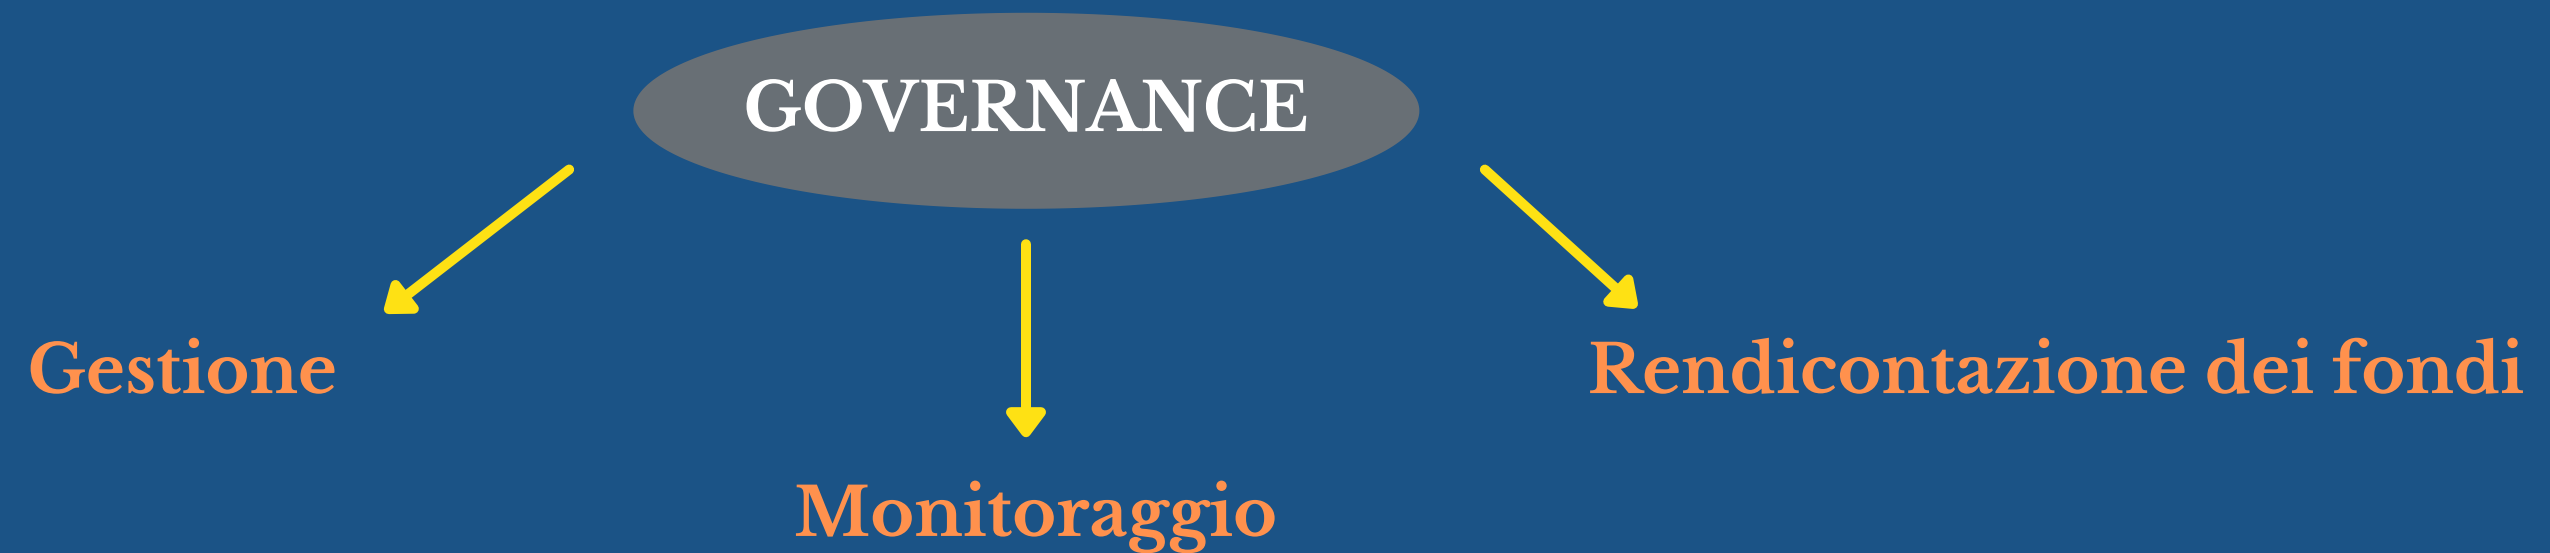 GOVERNANCE
Gestione
Rendicontazione dei fondi
Monitoraggio